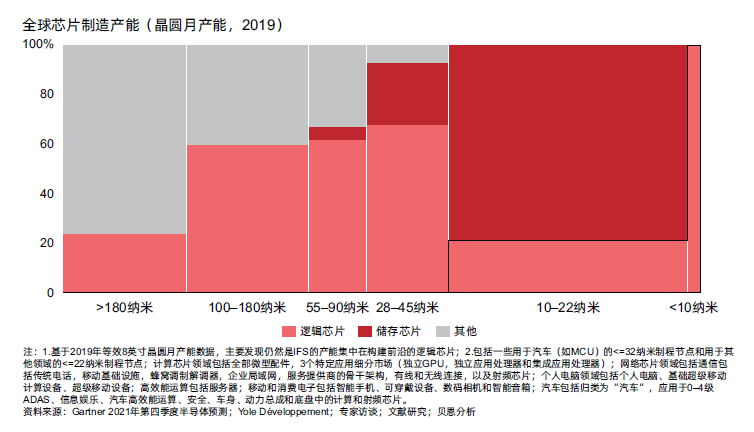 全球芯片制造产能（晶圆月产能，2019）
100%
80
60
40
20
0
>180纳米
100–180纳米
55–90纳米
28–45纳米
10–22纳米
<10纳米
逻辑芯片
储存芯片
其他
注：1.基于2019年等效8英寸晶圆月产能数据，主要发现仍然是IFS的产能集中在构建前沿的逻辑芯片；2.包括一些用于汽车（如MCU）的<=32纳米制程节点和用于其
他领域的<=22纳米制程节点；计算芯片领域包括全部微型配件，3个特定应用细分市场（独立GPU，独立应用处理器和集成应用处理器）；网络芯片领域包括通信包
括传统电话，移动基础设施，蜂窝调制解调器，企业局域网，服务提供商的骨干架构，有线和无线连接，以及射频芯片；个人电脑领域包括个人电脑、基础超级移动
计算设备、超级移动设备；高效能运算包括服务器；移动和消费电子包括智能手机、可穿戴设备、数码相机和智能音箱；汽车包括归类为“汽车”，应用于0–4级
ADAS、信息娱乐、汽车高效能运算、安全、车身、动力总成和底盘中的计算和射频芯片。
资料来源：Gartner 2021年第四季度半导体预测；Yole Développement；专家访谈；文献研究；贝恩分析